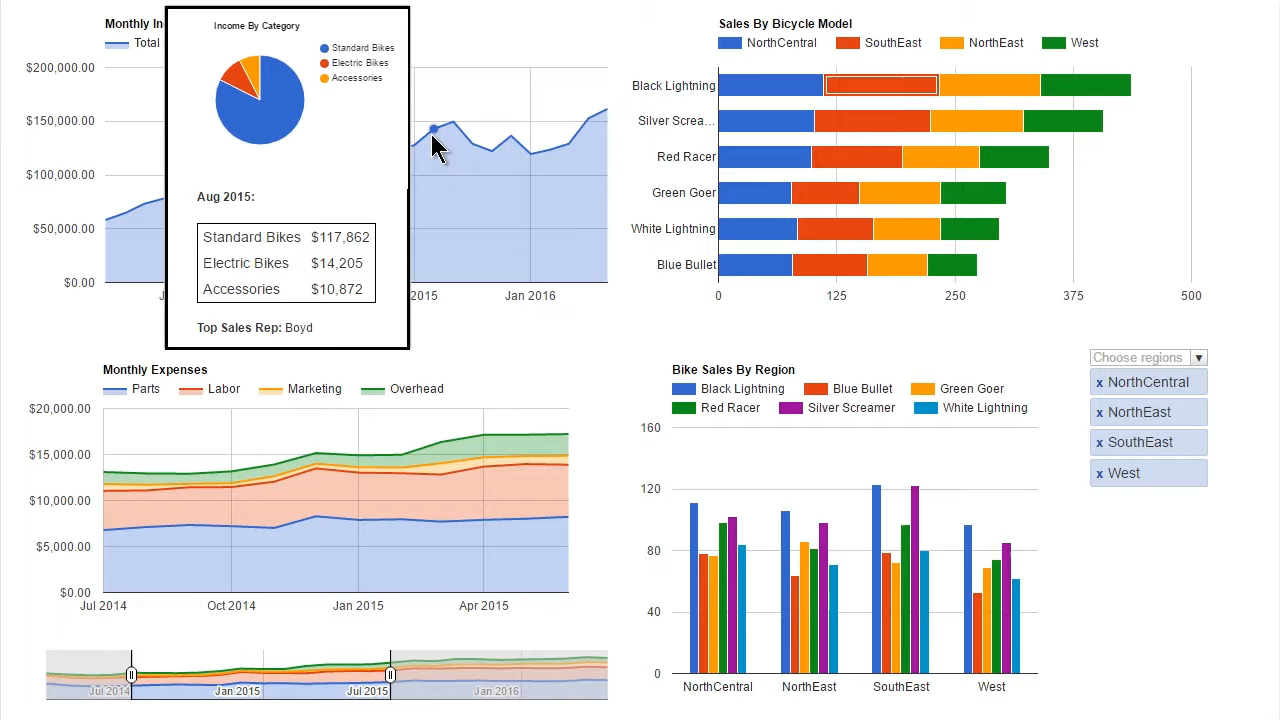 Monthly In
Total
$200,000.00
$150,000.00
$100,000.00
$50,000.00
$0.00
J
2015
Jan 2016
Income By Category
Standard Bikes
Electric Bikes
Accessories
Aug 2015:
Standard Bikes $117,862
Electric Bikes $14,205
Accessories $10,872
Top Sales Rep: Boyd
Sales By Bicycle Model
NorthCentral SouthEast NorthEast West
Black Lightning
Silver Screa...
Red Racer
Green Goer
White Lightning
Blue Bullet
0 125 250 375 500
Monthly Expenses
Parts Labor Marketing Overhead
$20,000.00
$15,000.00
$10,000.00
$5,000.00
$0.00
Jul 2014 Oct 2014 Jan 2015 Apr 2015
Jul 2014 Jan 2015 Jul 2015 Jan 2016
Bike Sales By Region
Black Lightning Blue Bullet Green Goer
Red Racer Silver Screamer White Lightning
160
120
80
40
0
NorthCentral NorthEast SouthEast West
Choose regions ▼
x NorthCentral
x NorthEast
x SouthEast
x West